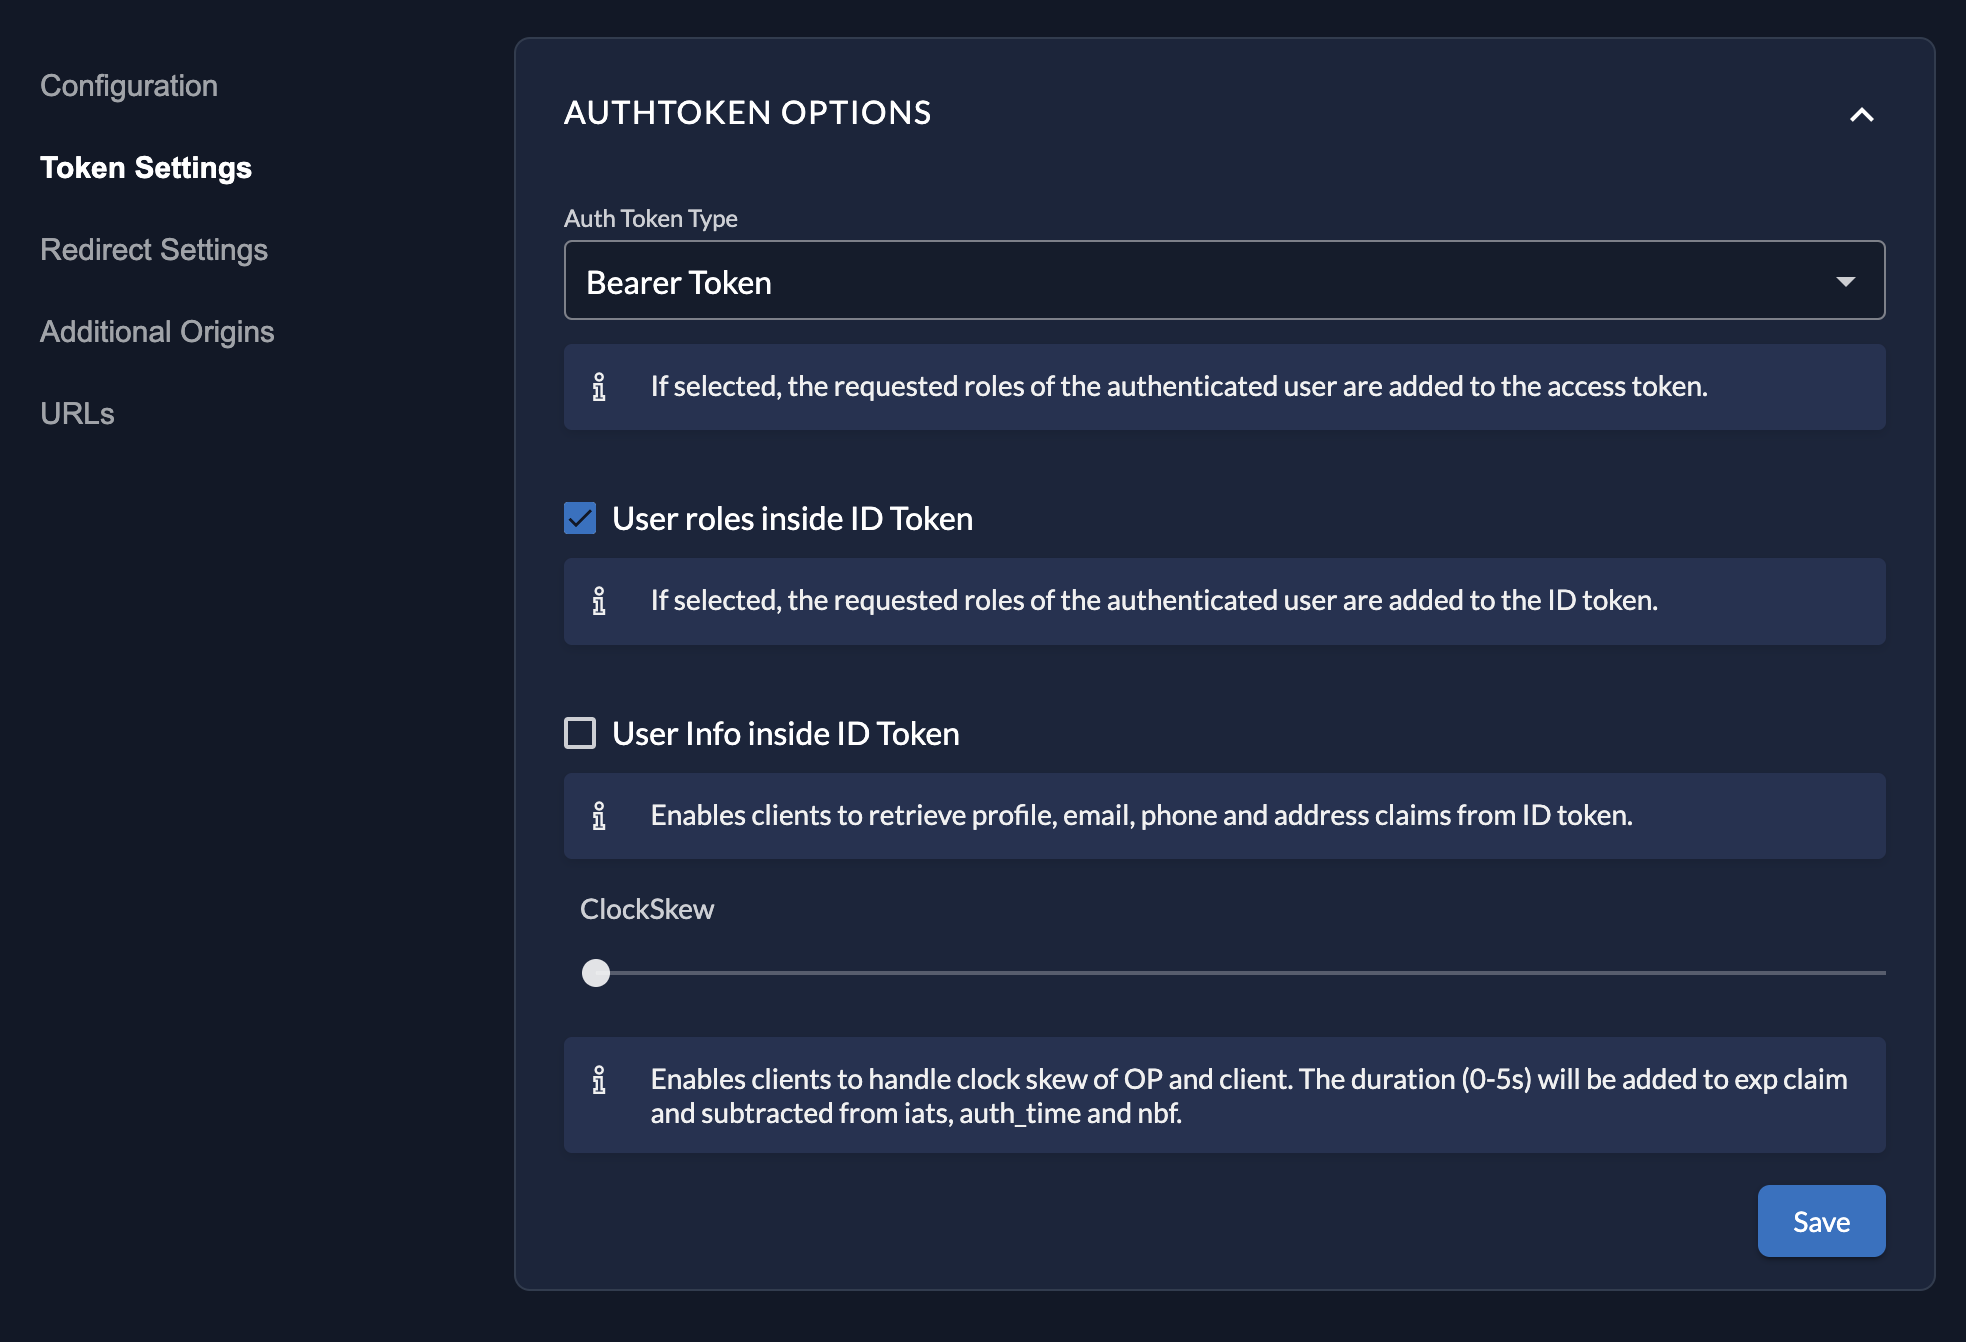 Configuration
Token Settings
Redirect Settings
Additional Origins
URLs
AUTHTOKEN OPTIONS
Auth Token Type
Bearer Token
If selected, the requested roles of the authenticated user are added to the access token.
User roles inside ID Token
If selected, the requested roles of the authenticated user are added to the ID token.
User Info inside ID Token
Enables clients to retrieve profile, email, phone and address claims from ID token.
ClockSkew
Enables clients to handle clock skew of OP and client. The duration (0-5s) will be added to exp claim
and subtracted from iats, auth_time and nbf.
Save